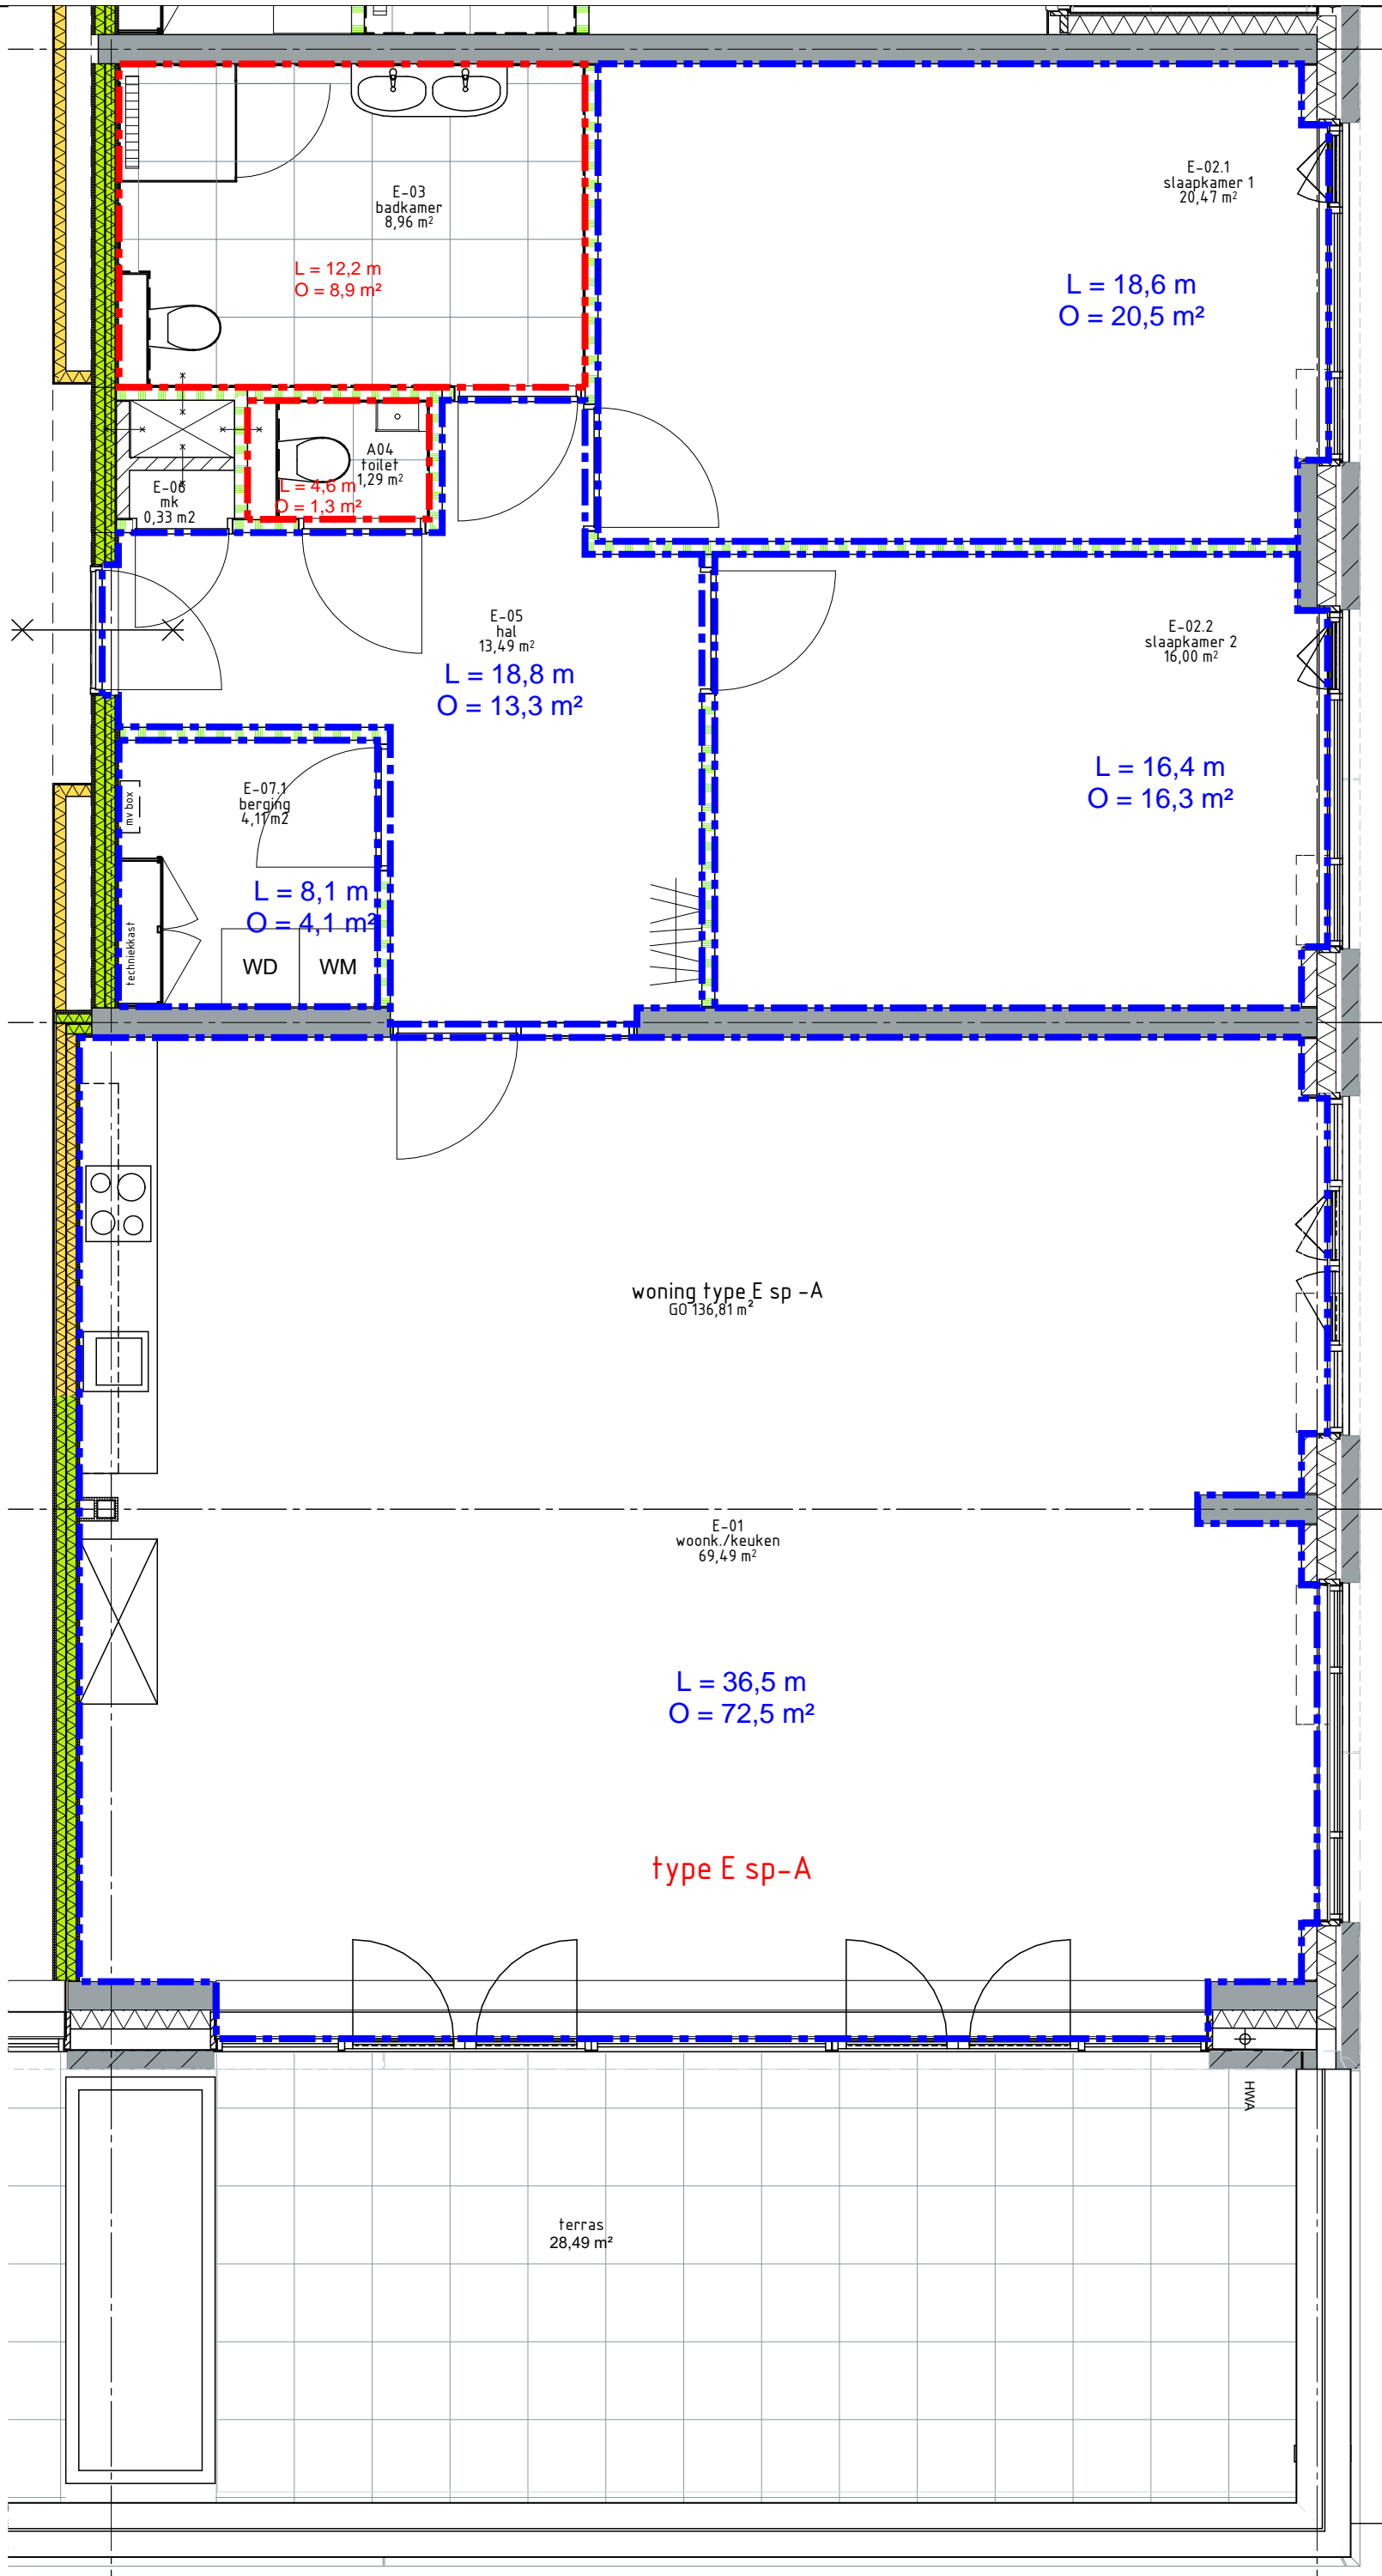 E-02.1
slaapkamer 1
20,47 m²
E-03
badkamer
8,96 m²
L = 12,2 m
O = 8,9 m²
L = 18,6 m
O = 20,5 m²
A04
toilet
1,29 m²
L = 4,6 m
O = 1,3 m²
E-06
mk
0,33 m2
E-05
hal
13,49 m²
L = 18,8 m
O = 13,3 m²
E-02.2
slaapkamer 2
16,00 m²
L = 16,4 m
O = 16,3 m²
E-07.1
berging
4,11 m2
mv box
L = 8,1 m
O = 4,1 m²
techniekkast
WD
WM
woning type E sp -A
GO 136,81 m²
E-01
woonk./keuken
69,49 m²
L = 36,5 m
O = 72,5 m²
type E sp-A
HWA
terras
28,49 m²